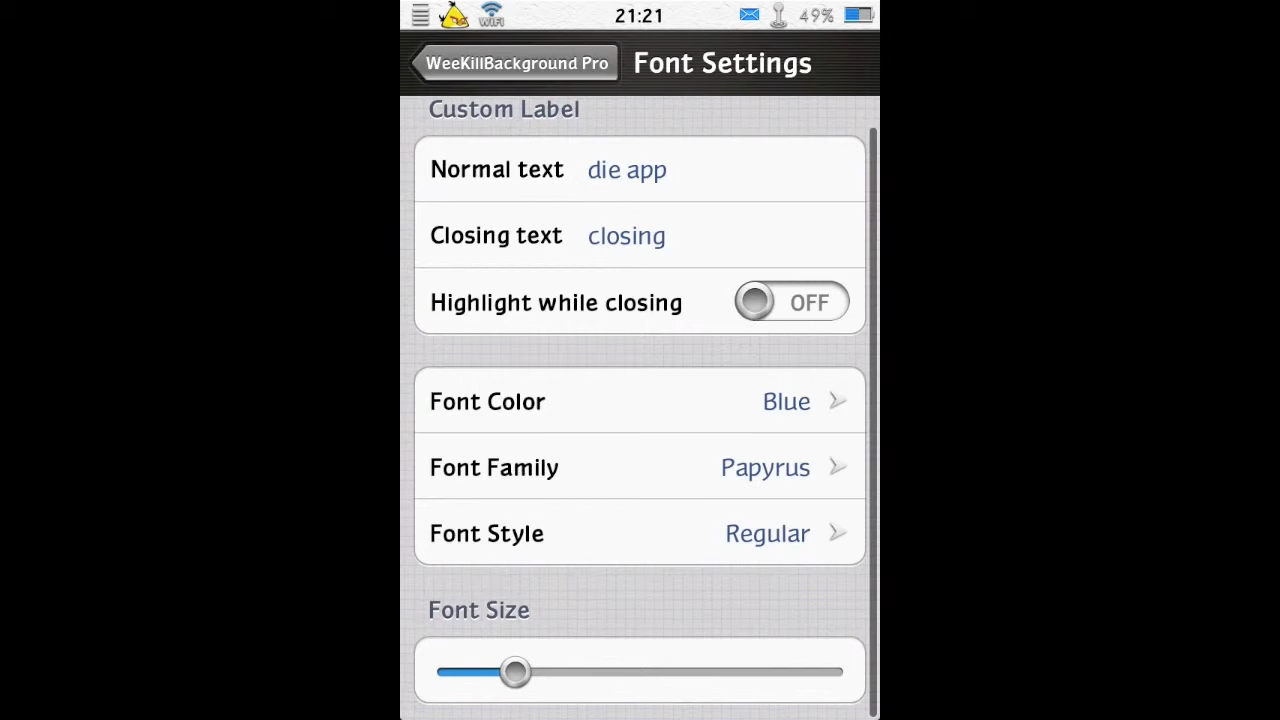 WIFI 21:21 49%
WeeKillBackground Pro Font Settings
Custom Label
Normal text die app
Closing text closing
Highlight while closing OFF
Font Color Blue
Font Family Papyrus
Font Style Regular
Font Size